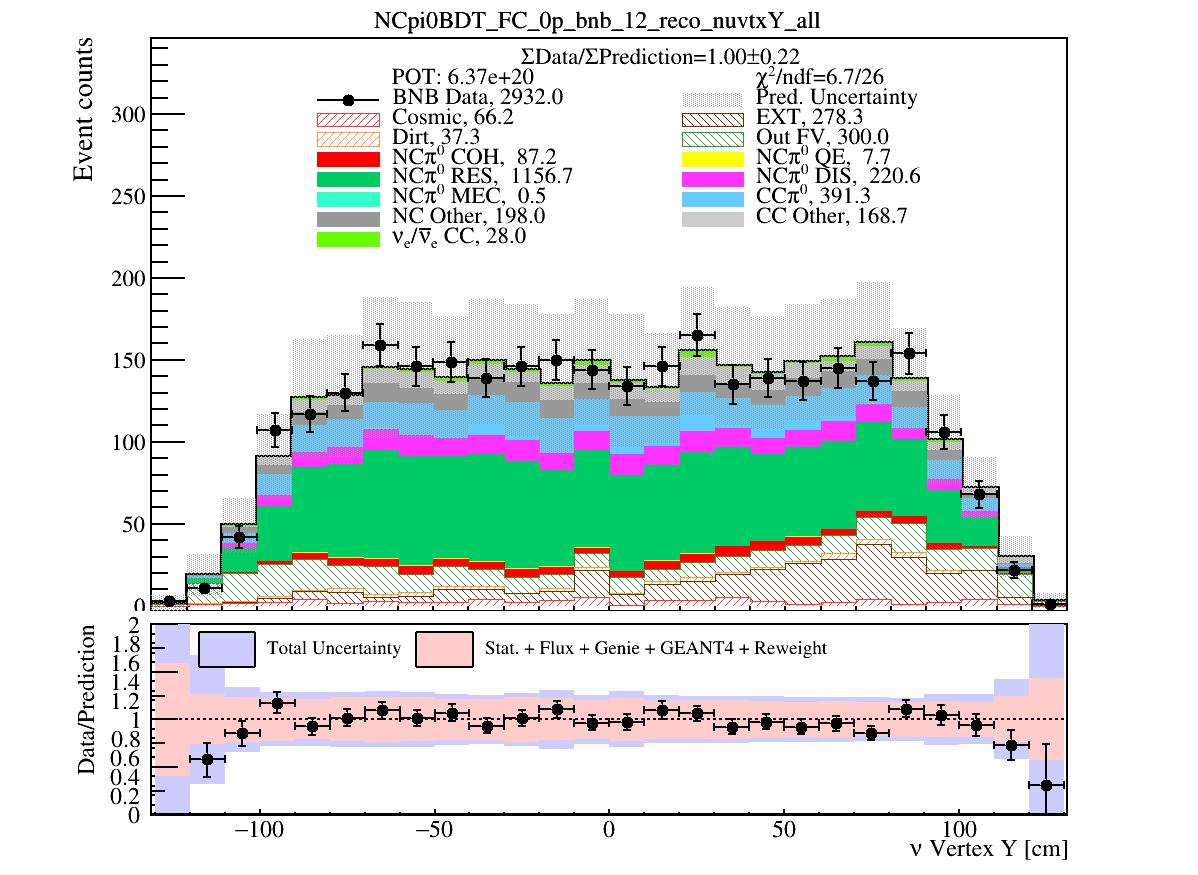 NCpi0BDT_FC_0p_bnb_12_reco_nuvtxY_all
ΣData/ΣPrediction=1.00±0.22
POT: 6.37e+20
χ²/ndf=6.7/26
BNB Data, 2932.0
Pred. Uncertainty
Cosmic, 66.2
EXT, 278.3
Dirt, 37.3
Out FV, 300.0
NCπ⁰ COH, 87.2
NCπ⁰ QE, 7.7
NCπ⁰ RES, 1156.7
NCπ⁰ DIS, 220.6
NCπ⁰ MEC, 0.5
CCπ⁰, 391.3
NC Other, 198.0
CC Other, 168.7
νₑ/ν̅ₑ CC, 28.0
Event counts
300
250
200
150
100
50
0
Total Uncertainty
Stat. + Flux + Genie + GEANT4 + Reweight
Data/Prediction
2
1.8
1.6
1.4
1.2
1
0.8
0.6
0.4
0.2
0
−100
−50
0
50
100
ν Vertex Y [cm]